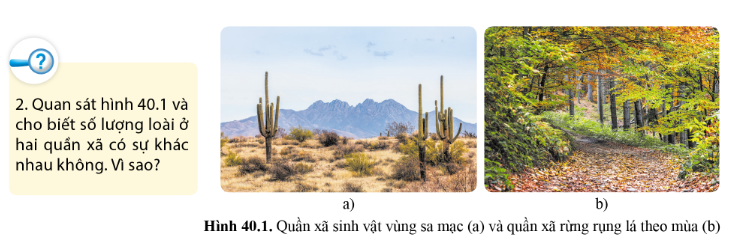 2. Quan sát hình 40.1 và
cho biết số lượng loài ở
hai quần xã có sự khác
nhau không. Vì sao?
a)
b)
Hình 40.1. Quần xã sinh vật vùng sa mạc (a) và quần xã rừng rụng lá theo mùa (b)